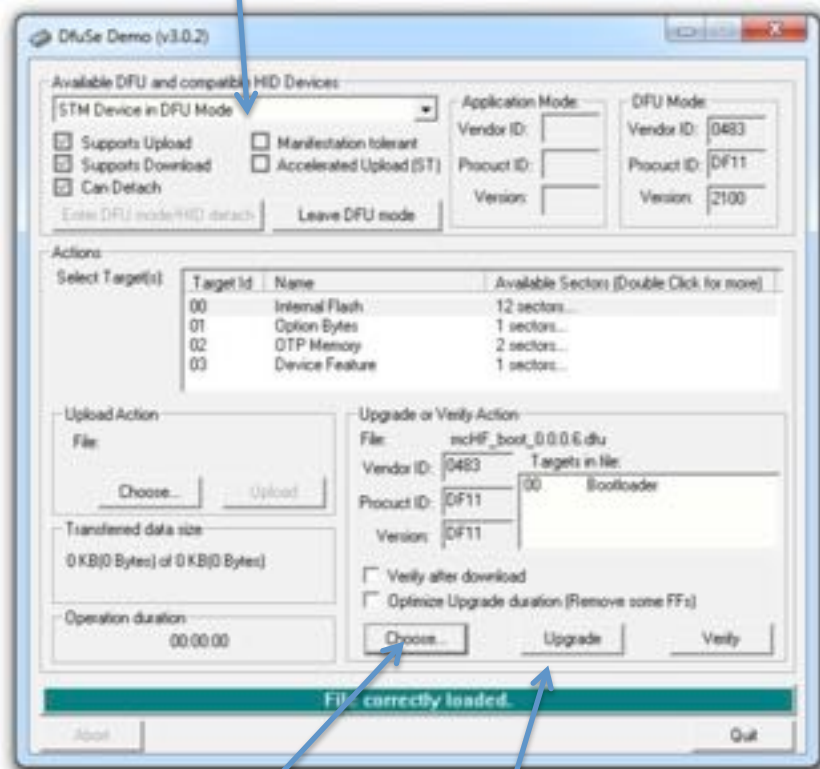 DfuSe Demo (v3.0.2)
Available DFU and compatible HID Devices
STM Device in DFU Mode
Supports Upload
Manifestation tolerant
Supports Download
Accelerated Upload (ST)
Can Detach
Enter DFU mode/HID detach
Leave DFU mode
Application Mode:
Vendor ID:
Procuct ID:
Version:
DFU Mode:
Vendor ID: 0483
Procuct ID: DF11
Version: 2100
Actions
Select Target(s):
Target Id Name Available Sectors (Double Click for more)
00 Internal Flash 12 sectors...
01 Option Bytes 1 sectors...
02 OTP Memory 2 sectors...
03 Device Feature 1 sectors...
Upload Action
File:
Choose... Upload
Transferred data size
0 KB(0 Bytes) of 0 KB(0 Bytes)
Operation duration
00:00:00
Upgrade or Verify Action
File: mcHF_boot_0.0.0.6.dfu
Vendor ID: 0483
Procuct ID: DF11
Version: DF11
Targets in file:
00 Bootloader
Verify after download
Optimize Upgrade duration (Remove some FFs)
Choose... Upgrade Verify
File correctly loaded.
Abort Quit